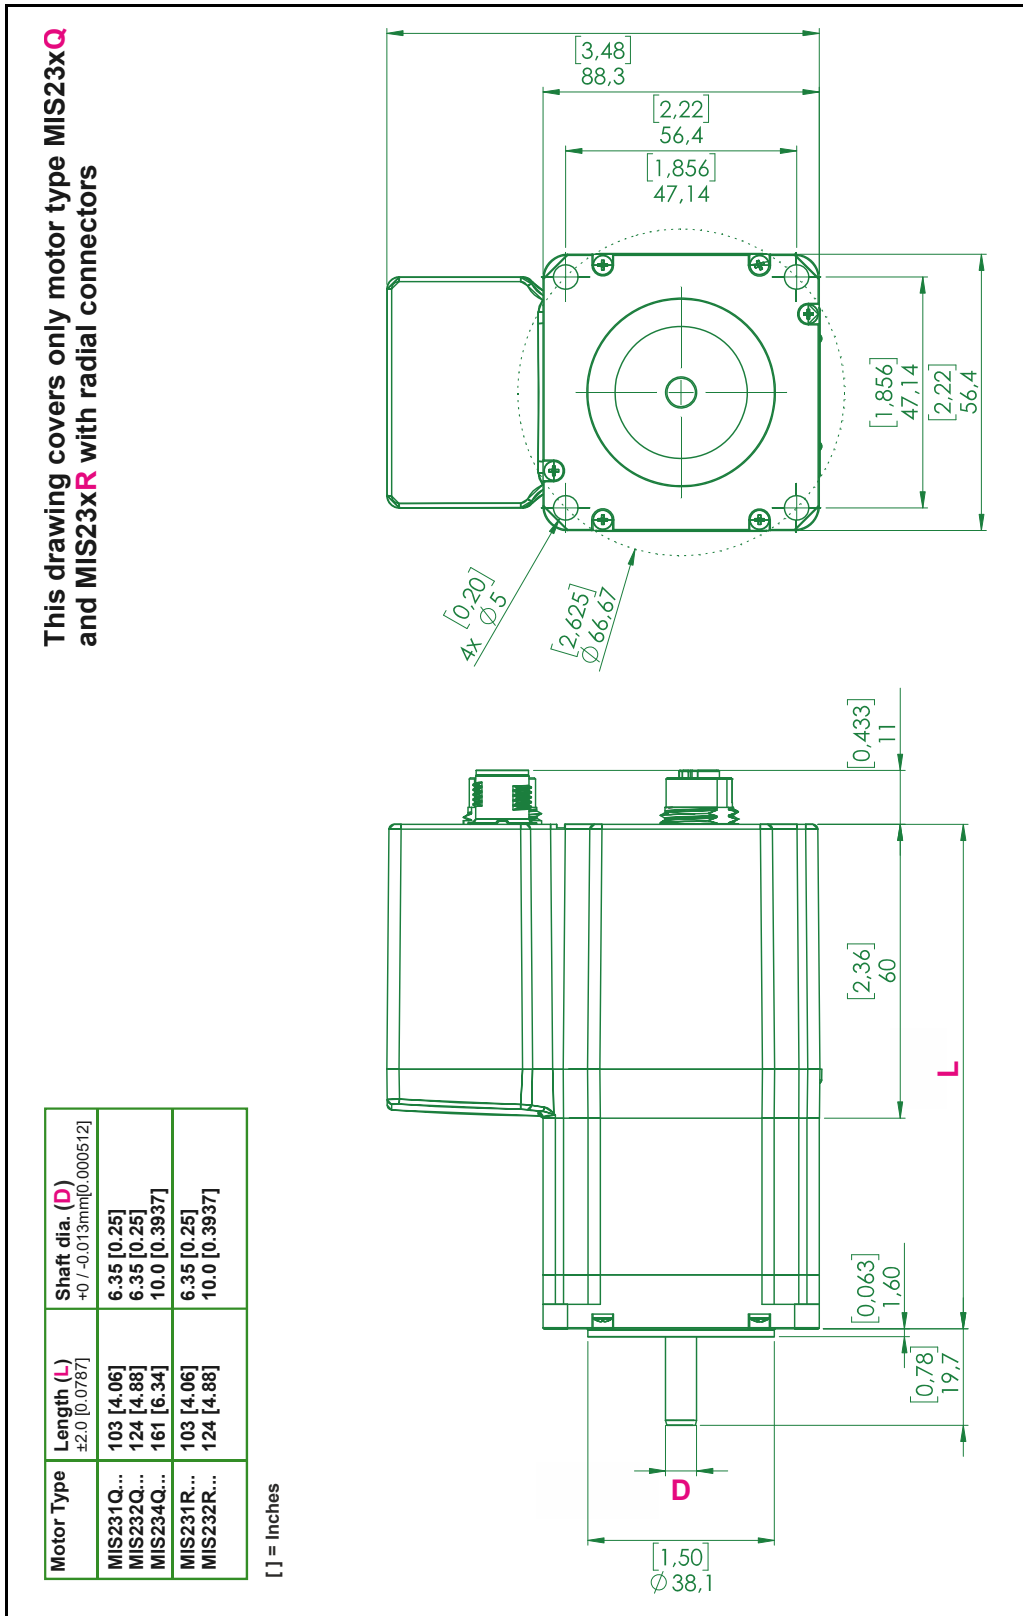 This drawing covers only motor type MIS23xQ
and MIS23xR with radial connectors
[3,48]
88,3
[2,22]
56,4
[1,856]
47,14
[1,856]
47,14
[2,22]
56,4
[0,20]
4x Ø5
[2,625]
Ø66,67
[0,433]
11
[2,36]
60
L
[0,063]
1,60
[0,78]
19,7
D
[1,50]
Ø38,1
Motor Type Length (L) Shaft dia. (D)
±2.0 [0.0787] +0 / -0.013mm[0.000512]
MIS231Q... 103 [4.06] 6.35 [0.25]
MIS232Q... 124 [4.88] 6.35 [0.25]
MIS234Q... 161 [6.34] 10.0 [0.3937]
MIS231R... 103 [4.06] 6.35 [0.25]
MIS232R... 124 [4.88] 10.0 [0.3937]
[ ] = Inches